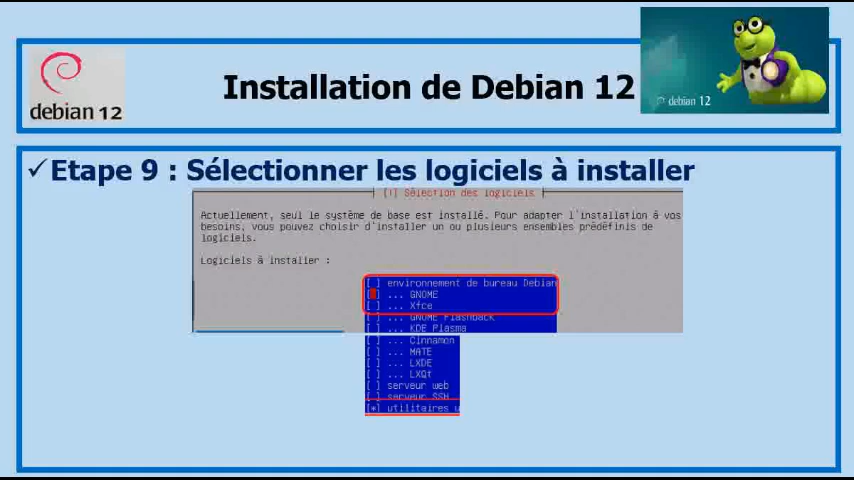 debian 12
Installation de Debian 12
debian 12
✓Etape 9 : Sélectionner les logiciels à installer
[!] Sélection des logiciels
Actuellement, seul le système de base est installé. Pour adapter l'installation à vos
besoins, vous pouvez choisir d'installer un ou plusieurs ensembles prédéfinis de
logiciels.
Logiciels à installer :
[ ] environnement de bureau Debian
[ ] ... GNOME
[ ] ... Xfce
[ ] ... GNOME Flashback
[ ] ... KDE Plasma
[ ] ... Cinnamon
[ ] ... MATE
[ ] ... LXDE
[ ] ... LXQt
[ ] serveur web
[ ] serveur SSH
[*] utilitaires u